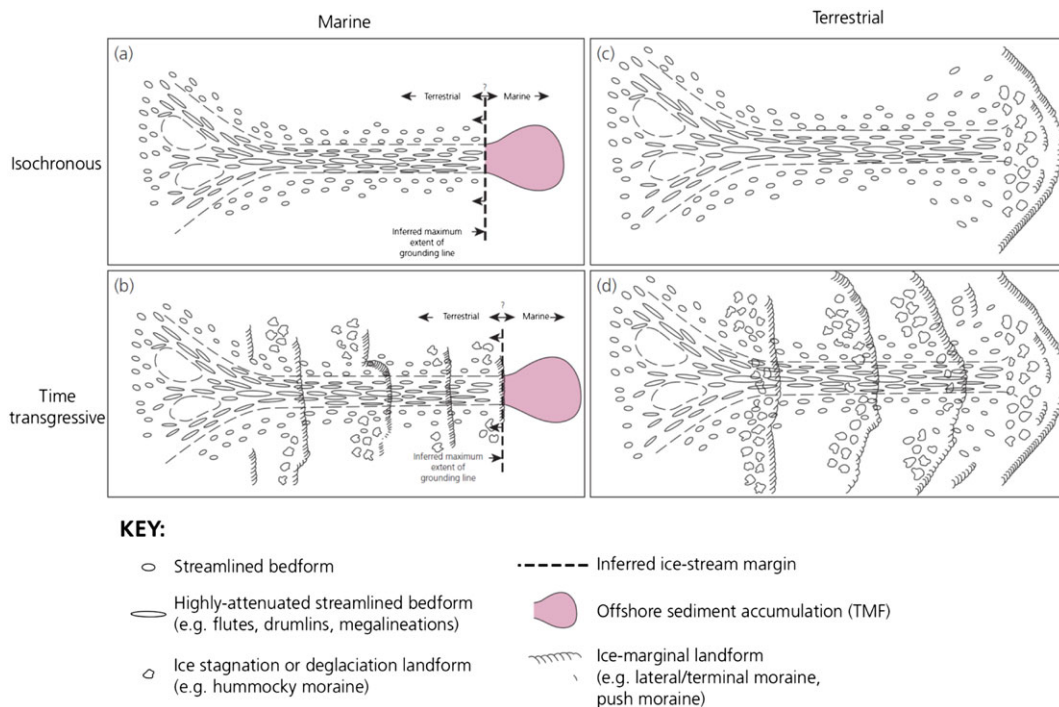 Marine
Terrestrial
Isochronous
(a)
?
Terrestrial
Marine
Inferred maximum
extent of
grounding line
(c)
Time
transgressive
(b)
?
Terrestrial
Marine
Inferred maximum
extent of
grounding line
(d)
KEY:
Streamlined bedform
Highly-attenuated streamlined bedform
(e.g. flutes, drumlins, megalineations)
Ice stagnation or deglaciation landform
(e.g. hummocky moraine)
Inferred ice-stream margin
Offshore sediment accumulation (TMF)
Ice-marginal landform
(e.g. lateral/terminal moraine,
push moraine)